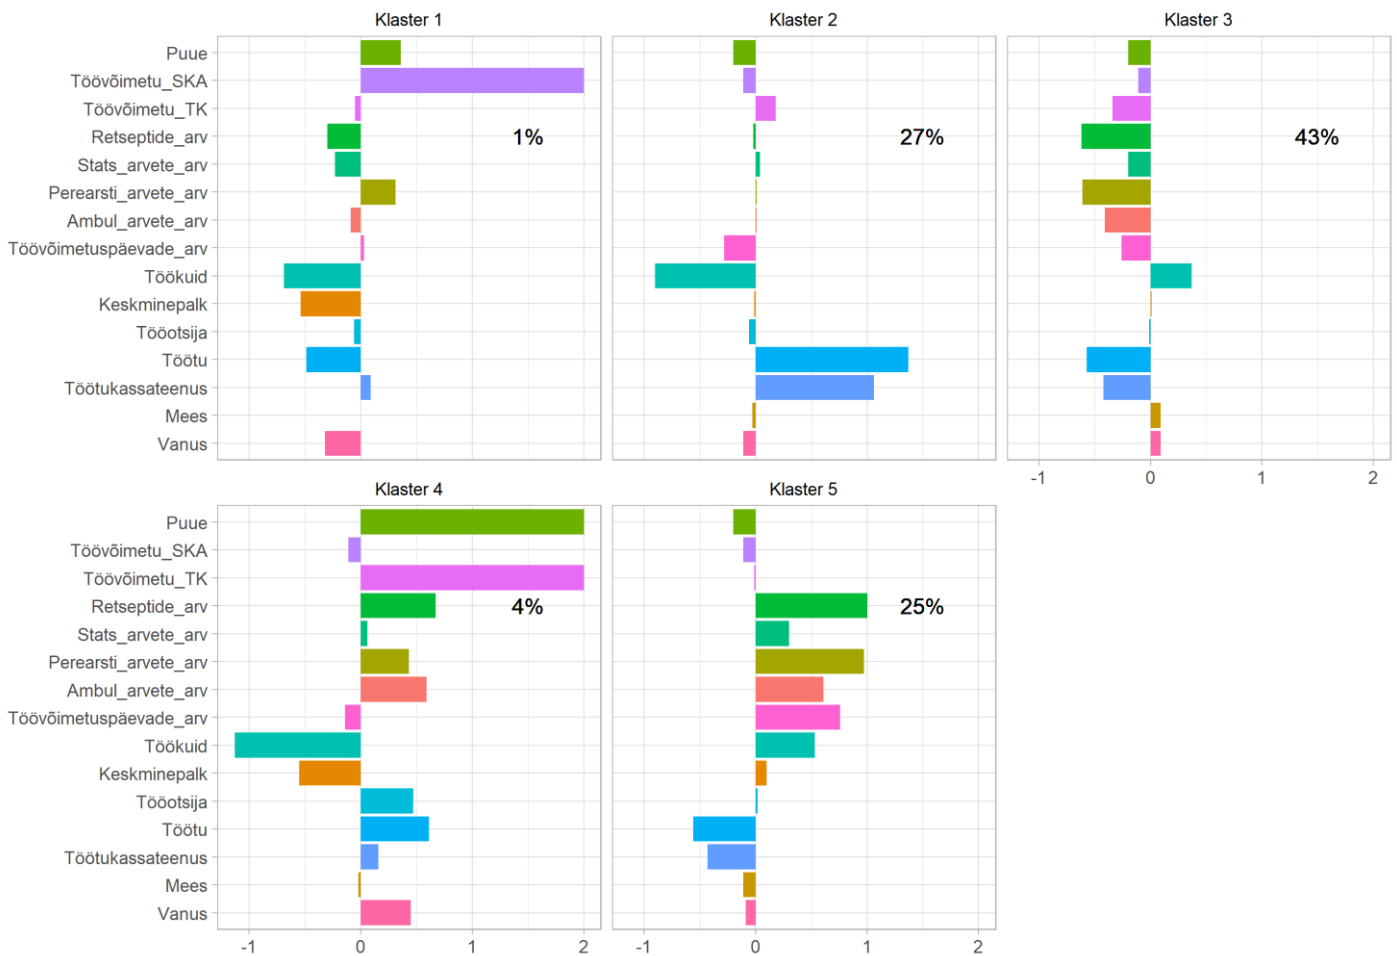 Klaster 1
Klaster 2
Klaster 3
Puue
Töövõimetu_SKA
Töövõimetu_TK
Retseptide_arv
1%
27%
43%
Stats_arvete_arv
Perearsti_arvete_arv
Ambul_arvete_arv
Töövõimetuspäevade_arv
Töökuid
Keskminepalk
Tööotsija
Töötu
Töötukassateenus
Mees
Vanus
-1 0 1 2
Klaster 4
Klaster 5
Puue
Töövõimetu_SKA
Töövõimetu_TK
Retseptide_arv
4%
25%
Stats_arvete_arv
Perearsti_arvete_arv
Ambul_arvete_arv
Töövõimetuspäevade_arv
Töökuid
Keskminepalk
Tööotsija
Töötu
Töötukassateenus
Mees
Vanus
-1 0 1 2
-1 0 1 2